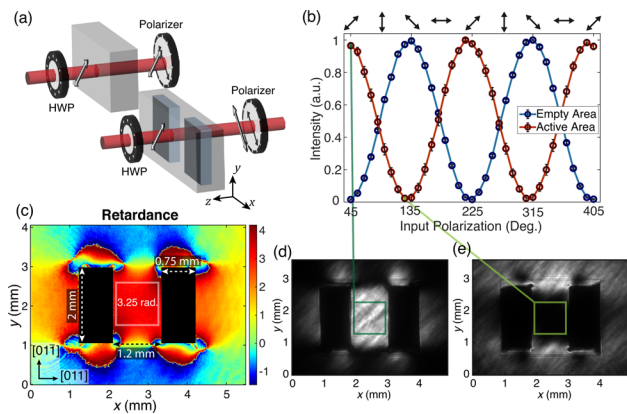 (a)
Polarizer
HWP
Polarizer
HWP
y
z
x
(b)
Intensity (a.u.)
1
0.8
0.6
0.4
0.2
0
Empty Area
Active Area
45
135
225
315
405
Input Polarization (Deg.)
(c)
Retardance
y (mm)
4
3
2
1
0
0.75 mm
3.25 rad.
2 mm
1.2 mm
[01̄1]
[011]
0
1
2
3
4
5
x (mm)
4
3
2
1
0
-1
(d)
y (mm)
4
3
2
1
0
0
1
2
3
4
x (mm)
(e)
y (mm)
4
3
2
1
0
0
1
2
3
4
x (mm)